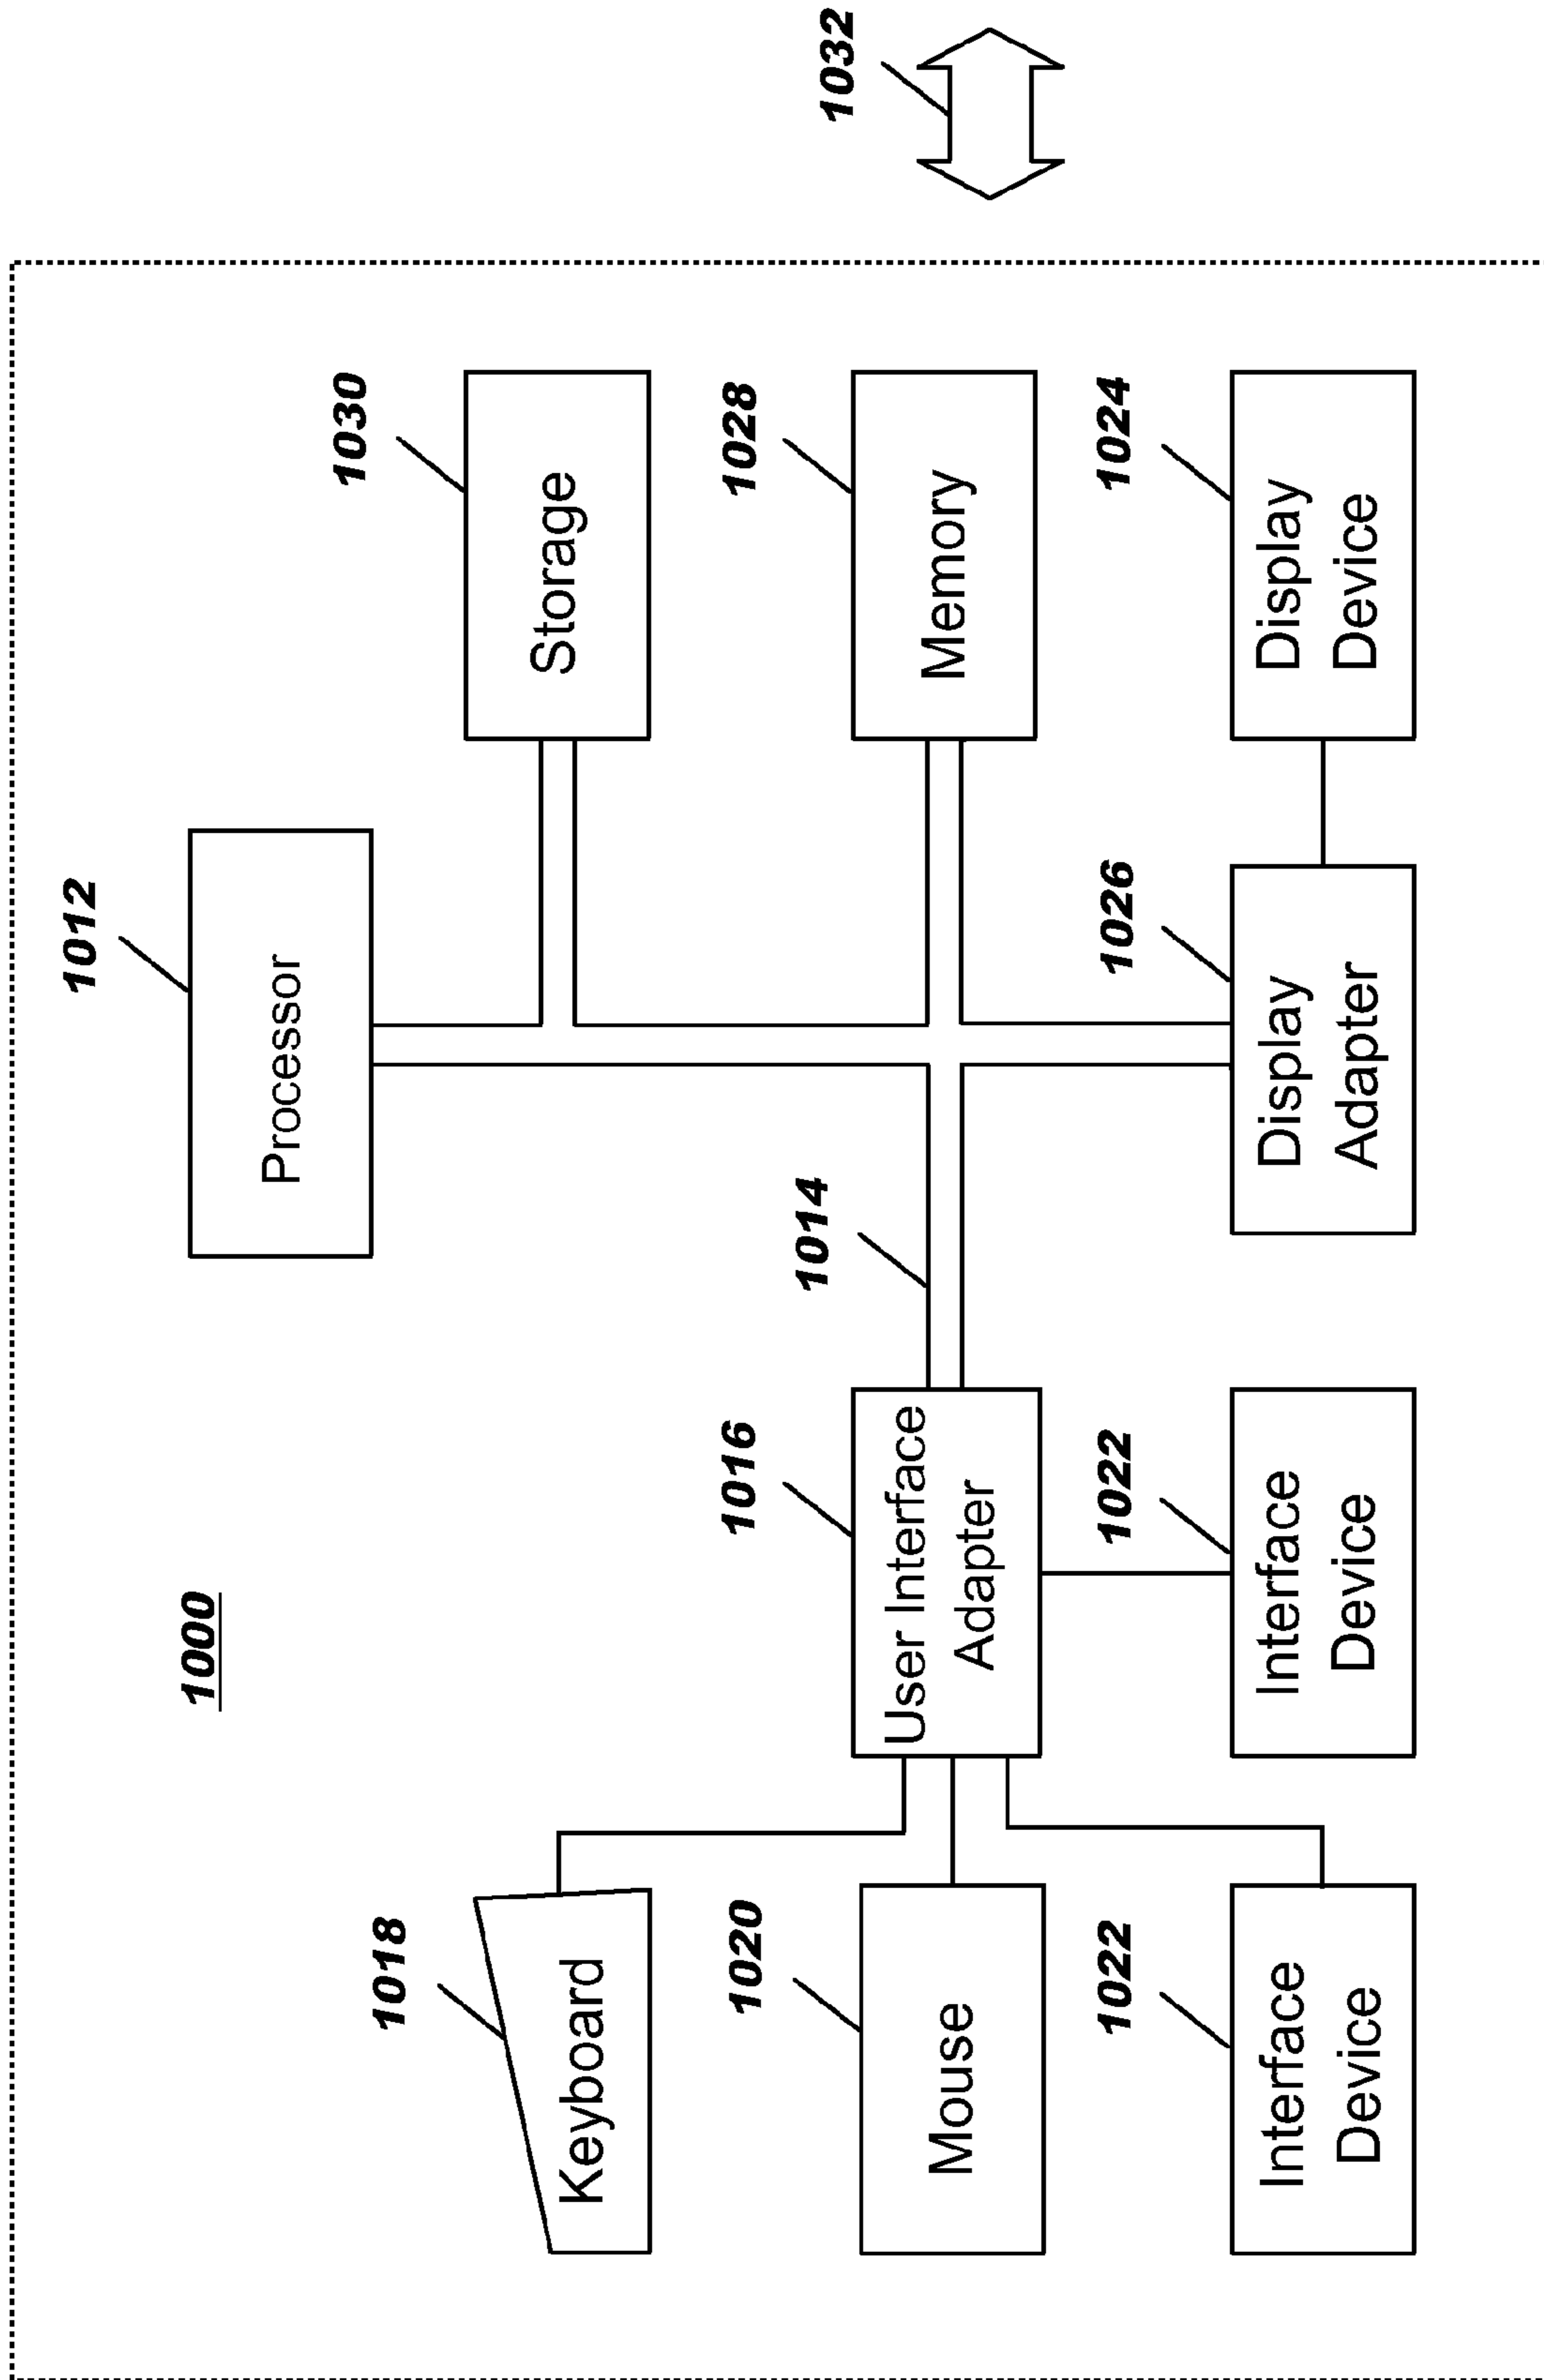 1000
1012
Processor
1018
Keyboard
1030
Storage
1020
Mouse
1016
User Interface
Adapter
1014
1028
Memory
1032
1022
Interface
Device
1022
Interface
Device
1026
Display
Adapter
1024
Display
Device